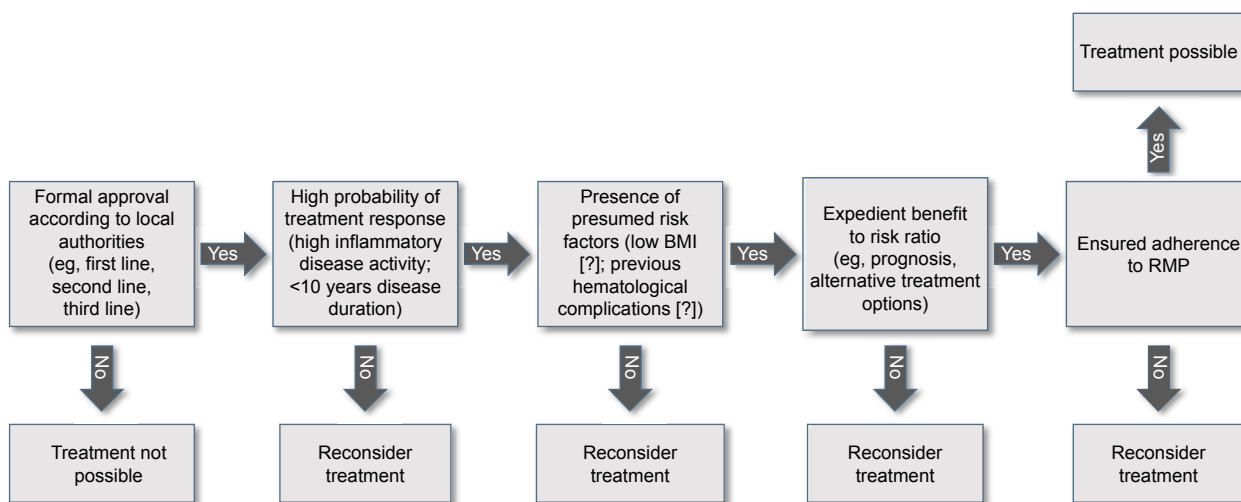 Treatment possible
Yes
Formal approval
according to local
authorities
(eg, first line,
second line,
third line)
Yes
High probability of
treatment response
(high inflammatory
disease activity;
<10 years disease
duration)
Yes
Presence of
presumed risk
factors (low BMI
[?]; previous
hematological
complications [?])
Yes
Expedient benefit
to risk ratio
(eg, prognosis,
alternative treatment
options)
Yes
Ensured adherence
to RMP
No
No
No
No
No
Treatment not
possible
Reconsider
treatment
Reconsider
treatment
Reconsider
treatment
Reconsider
treatment